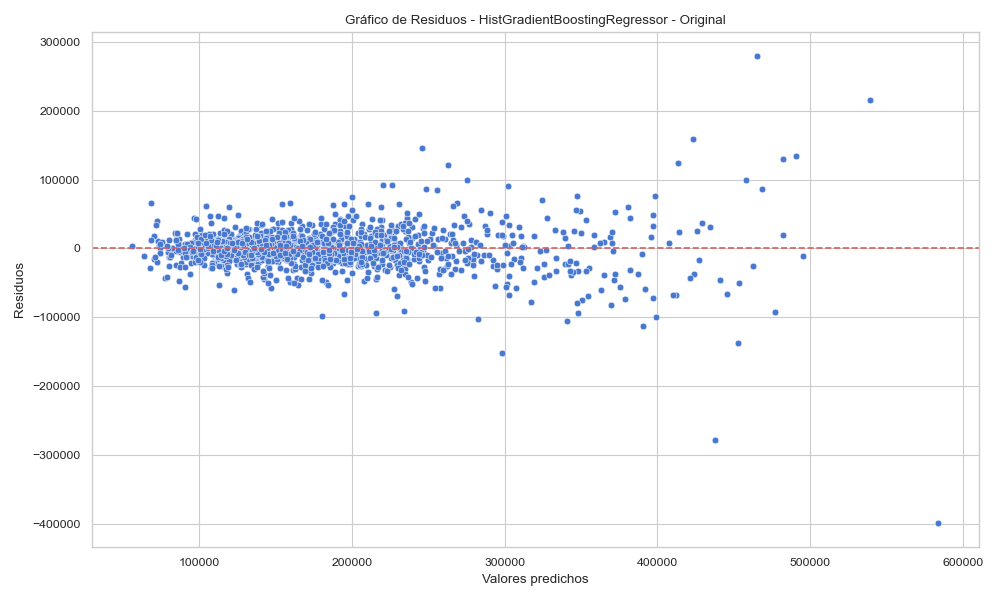 Gráfico de Residuos - HistGradientBoostingRegressor - Original
300000
200000
100000
0
−100000
−200000
−300000
−400000
Residuos
100000 200000 300000 400000 500000 600000
Valores predichos